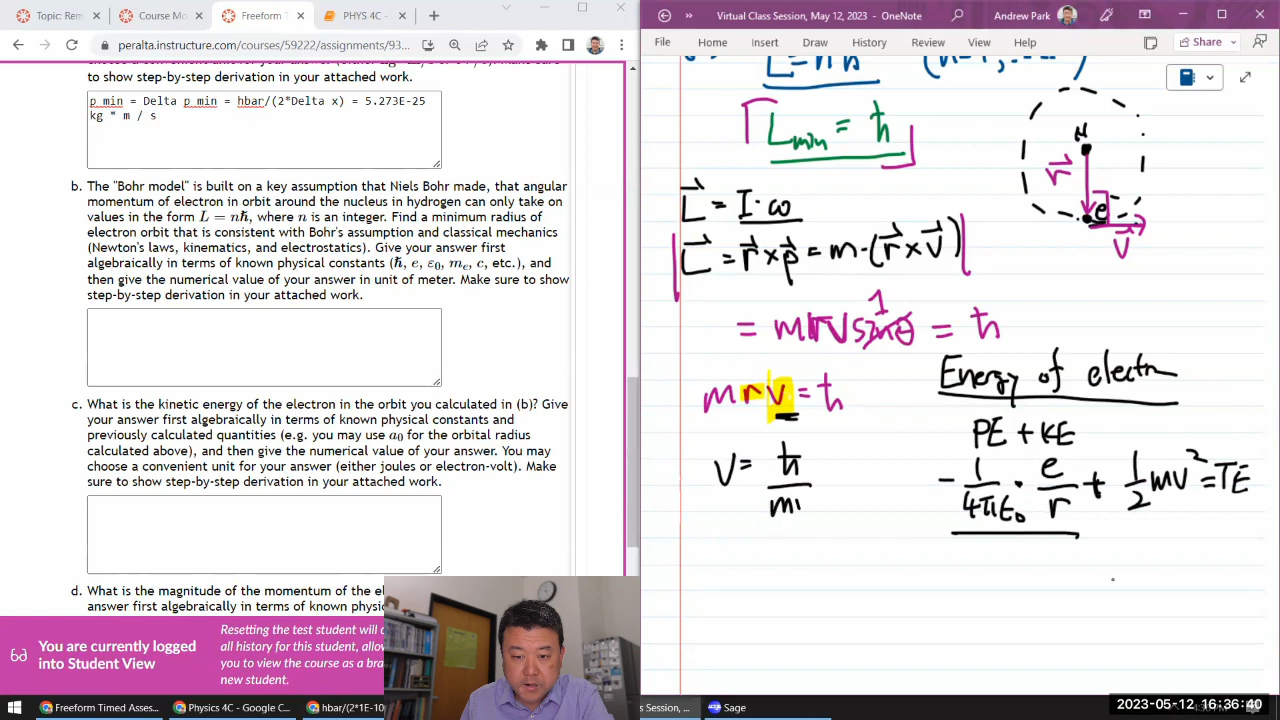 Topic: Rem
Course Mo
Freeform T
PHYS 4C -
peralta.instructure.com/courses/59222/assignments/93...
to show step-by-step derivation in your attached work.
p_min = Delta p_min = hbar/(2*Delta x) = 5.273E-25
kg * m / s
b. The "Bohr model" is built on a key assumption that Niels Bohr made, that angular
momentum of electron in orbit around the nucleus in hydrogen can only take on
values in the form L = nℏ, where n is an integer. Find a minimum radius of
electron orbit that is consistent with Bohr's assumption and classical mechanics
(Newton's laws, kinematics, and electrostatics). Give your answer first
algebraically in terms of known physical constants (ℏ, e, ε₀, mₑ, c, etc.), and
then give the numerical value of your answer in unit of meter. Make sure to show
step-by-step derivation in your attached work.
c. What is the kinetic energy of the electron in the orbit you calculated in (b)? Give
your answer first algebraically in terms of known physical constants and
previously calculated quantities (e.g. you may use a₀ for the orbital radius
calculated above), and then give the numerical value of your answer. You may
choose a convenient unit for your answer (either joules or electron-volt). Make
sure to show step-by-step derivation in your attached work.
d. What is the magnitude of the momentum of the el
answer first algebraically in terms of known physic
You are currently logged
into Student View
Resetting the test student will c
all history for this student, allow
you to view the course as a bra
new student.
Freeform Timed Asses...
Physics 4C - Google C...
hbar/(2*1E-10
s Session, ...
Sage
Virtual Class Session, May 12, 2023 - OneNote
Andrew Park
File Home Insert Draw History Review View Help
Share
L_min = ℏ
N
r⃗
e
v⃗
L⃗ = I·ω
L⃗ = r⃗ × p⃗ = m·(r⃗ × v⃗)
1
= mrv sinθ = ℏ
m r v = ℏ
v = ℏ/m
Energy of electrn
PE + KE
- 1/4πε₀ · e/r + 1/2 mv² = TE
2023-05-12 16:36:40